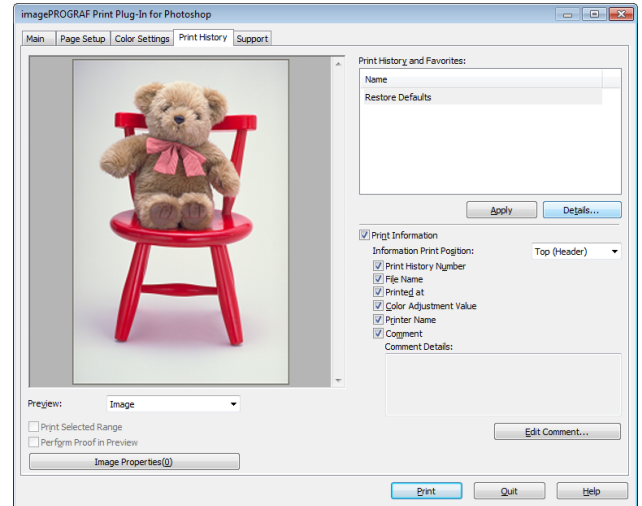 imagePROGRAF Print Plug-In for Photoshop
Main Page Setup Color Settings Print History Support
Print History and Favorites:
Name
Restore Defaults
Apply Details...
Print Information
Information Print Position: Top (Header)
Print History Number
File Name
Printed at
Color Adjustment Value
Printer Name
Comment
Comment Details:
Edit Comment...
Preview: Image
Print Selected Range
Perform Proof in Preview
Image Properties(0)
Print Quit Help